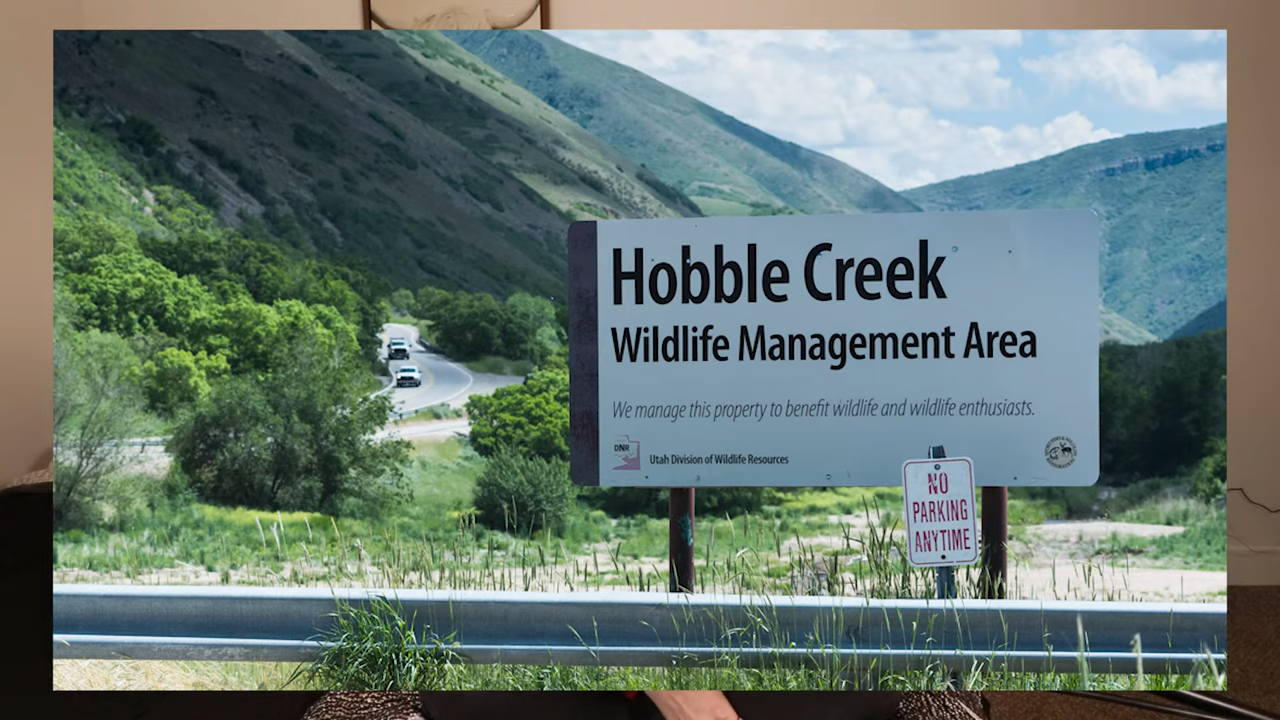 Hobble Creek
Wildlife Management Area
We manage this property to benefit wildlife and wildlife enthusiasts.
DNR
Utah Division of Wildlife Resources
NO
PARKING
ANYTIME